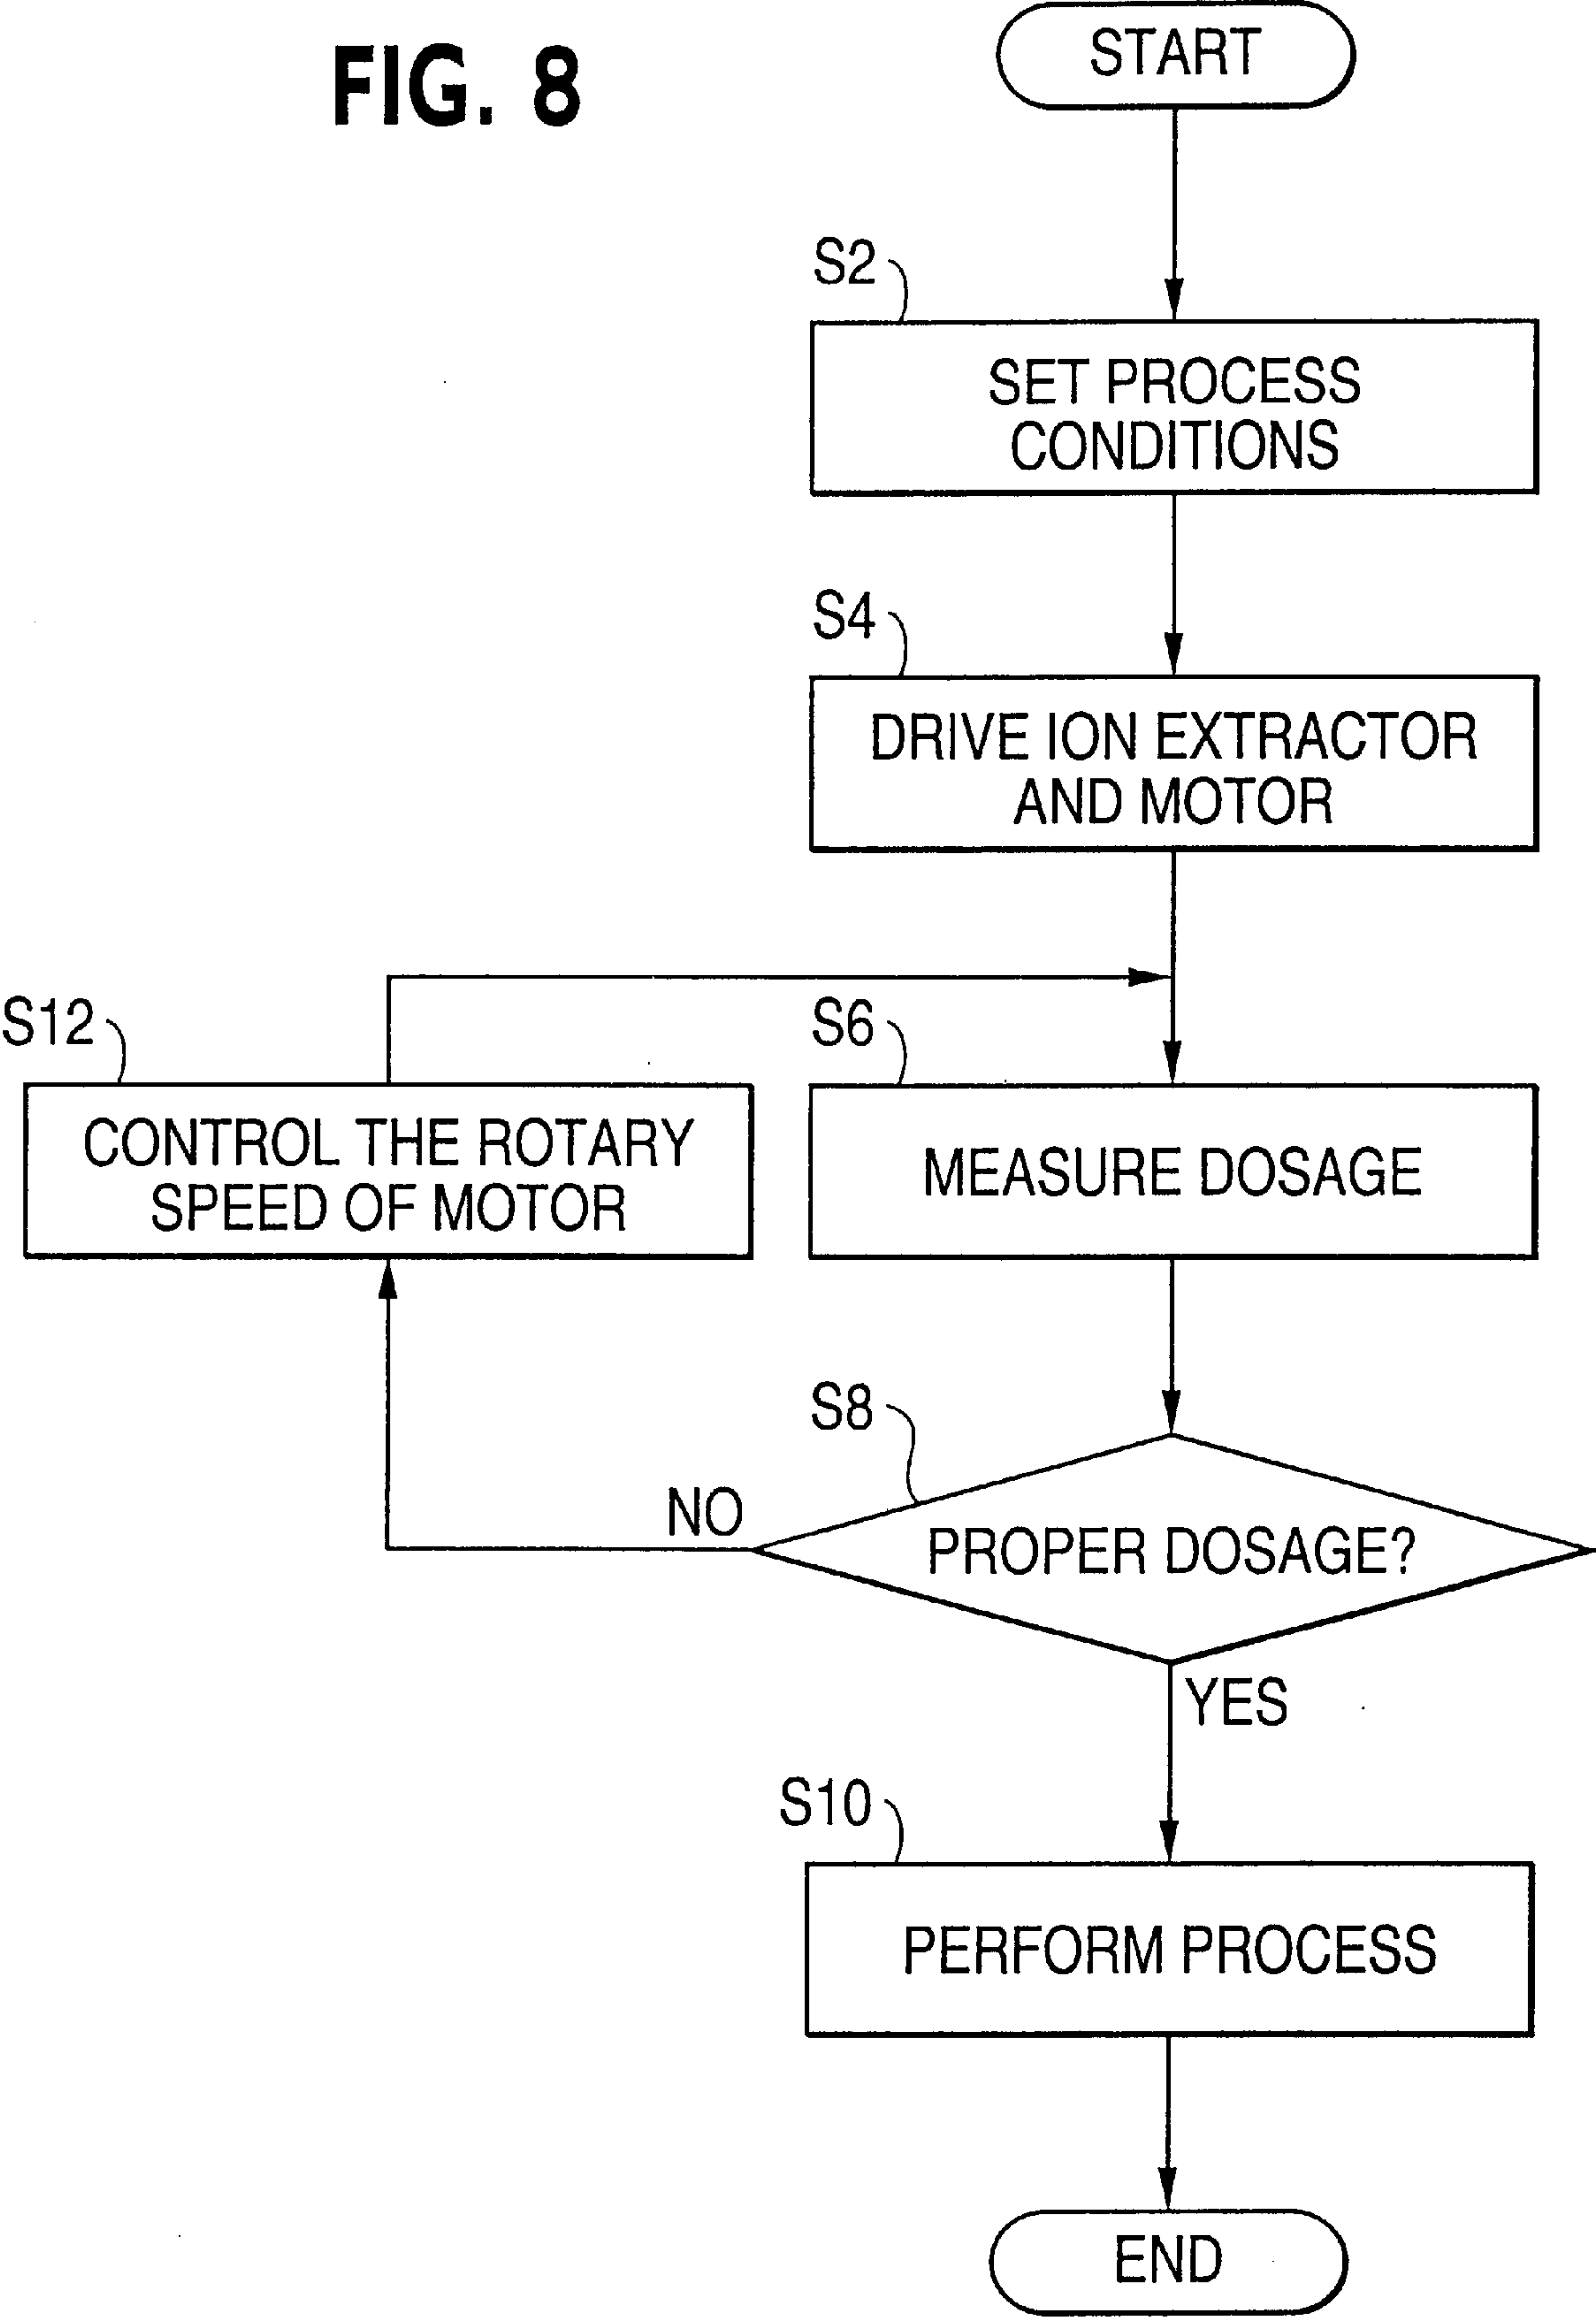 FIG. 8
START
S2
SET PROCESS
CONDITIONS
S4
DRIVE ION EXTRACTOR
AND MOTOR
S12
CONTROL THE ROTARY
SPEED OF MOTOR
S6
MEASURE DOSAGE
S8
NO
PROPER DOSAGE?
YES
S10
PERFORM PROCESS
END